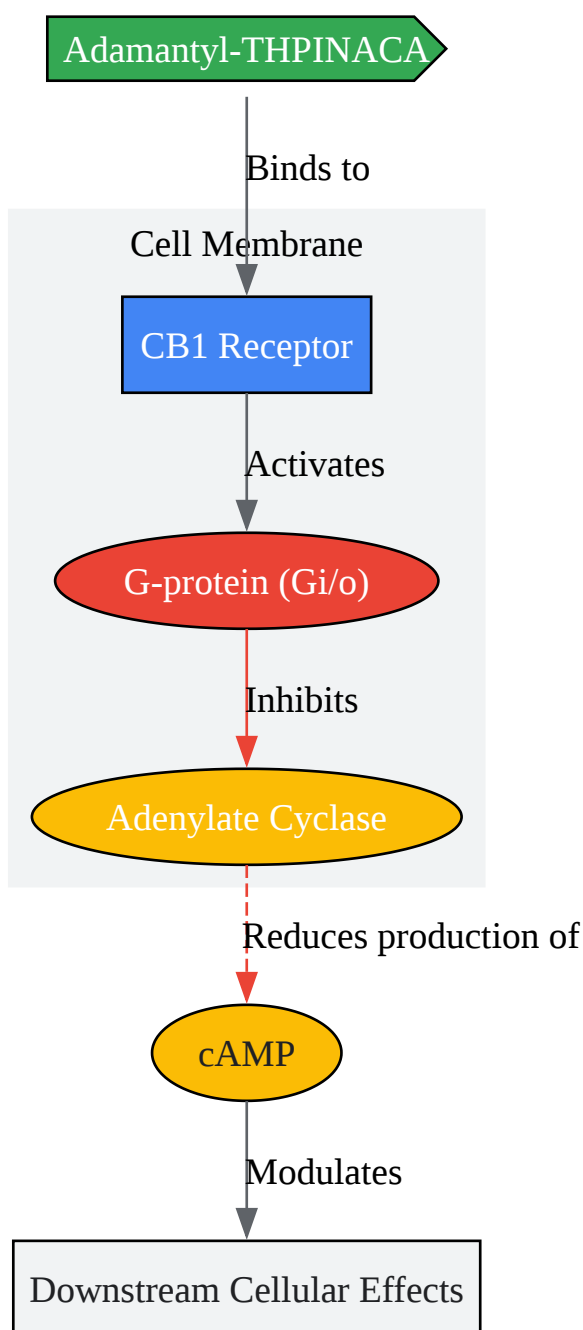 Adamantyl-THPINACA
Binds to
Cell Membrane
CB1 Receptor
Activates
G-protein (Gi/o)
Inhibits
Adenylate Cyclase
Reduces production of
cAMP
Modulates
Downstream Cellular Effects